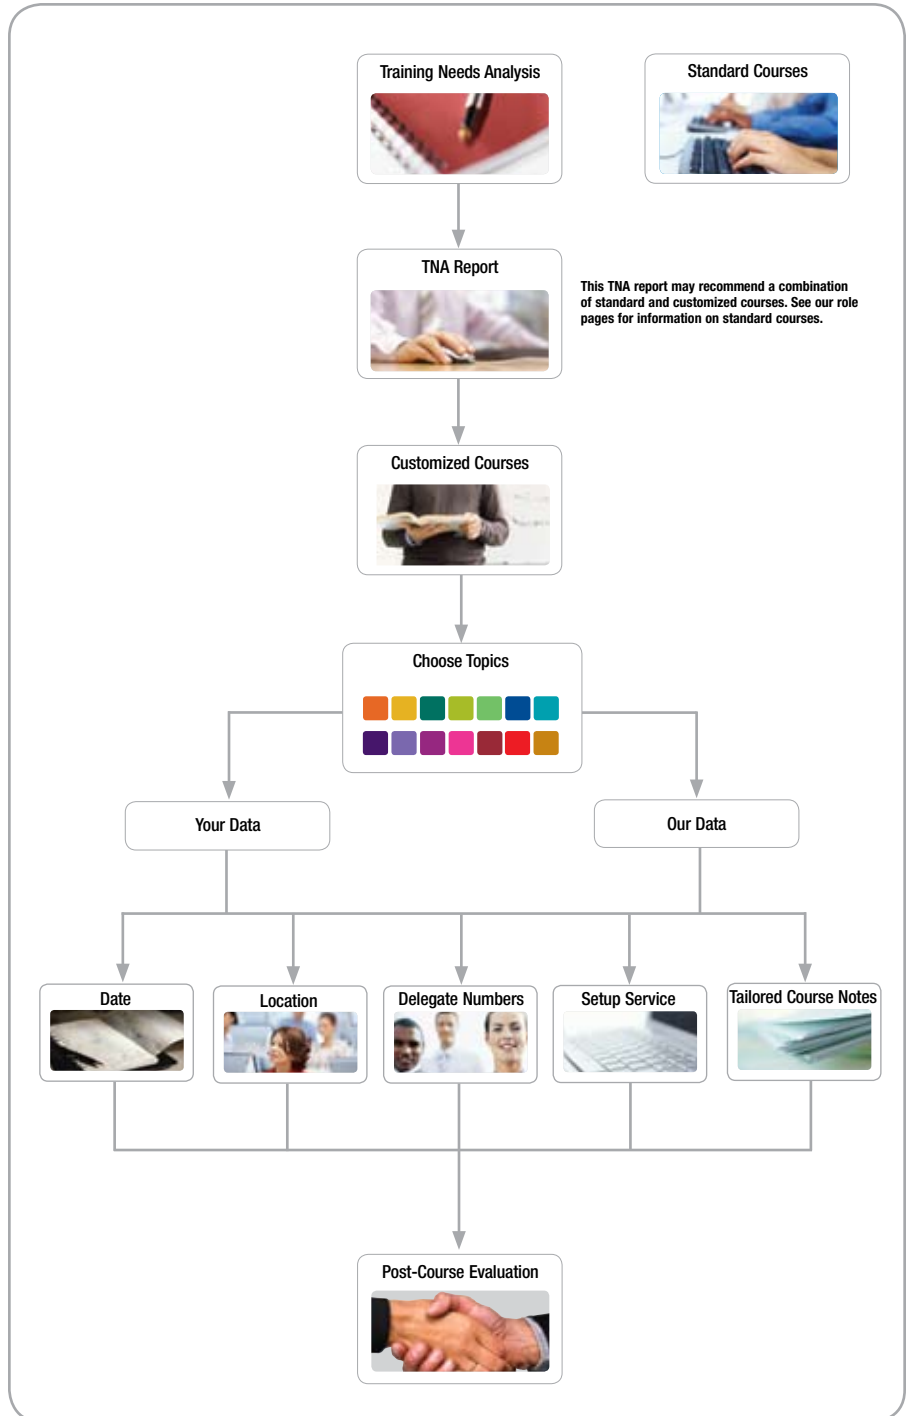 Training Needs Analysis
Standard Courses
TNA Report
This TNA report may recommend a combination
of standard and customized courses. See our role
pages for information on standard courses.
Customized Courses
Choose Topics
Your Data
Our Data
Date
Location
Delegate Numbers
Setup Service
Tailored Course Notes
Post-Course Evaluation